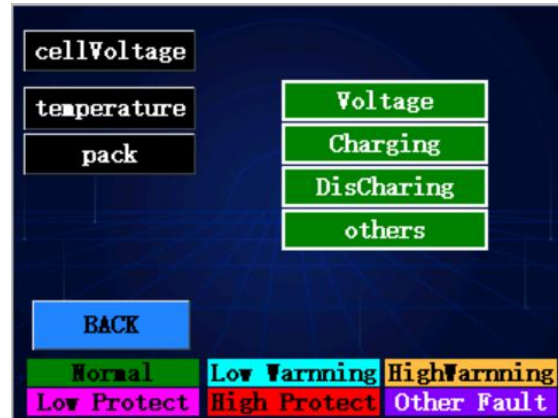 cellVoltage
temperature
pack
Voltage
Charging
DisCharing
others
BACK
Normal
Low Warnning
HighWarnning
Low Protect
High Protect
Other Fault